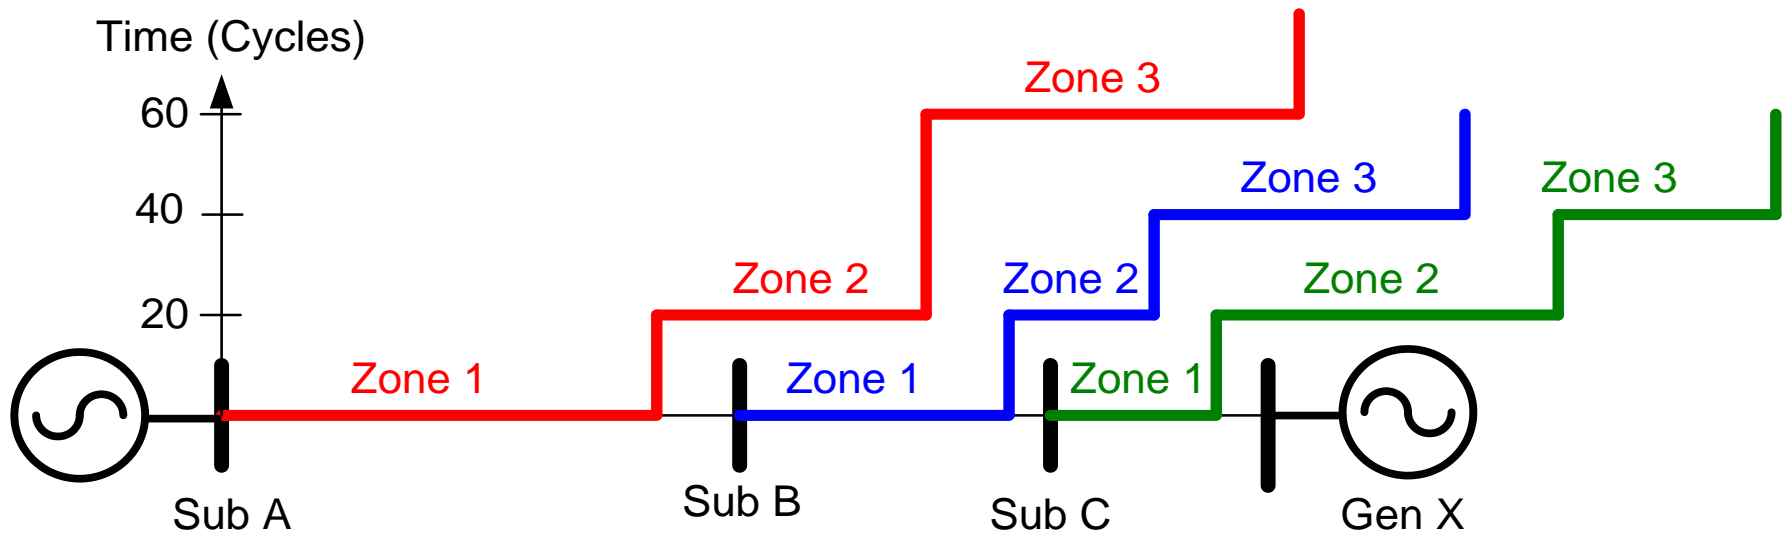 Time (Cycles)
Zone 3
60
Zone 3
Zone 3
40
Zone 2
Zone 2
Zone 2
20
Zone 1
Zone 1
Zone 1
Sub A
Sub B
Sub C
Gen X